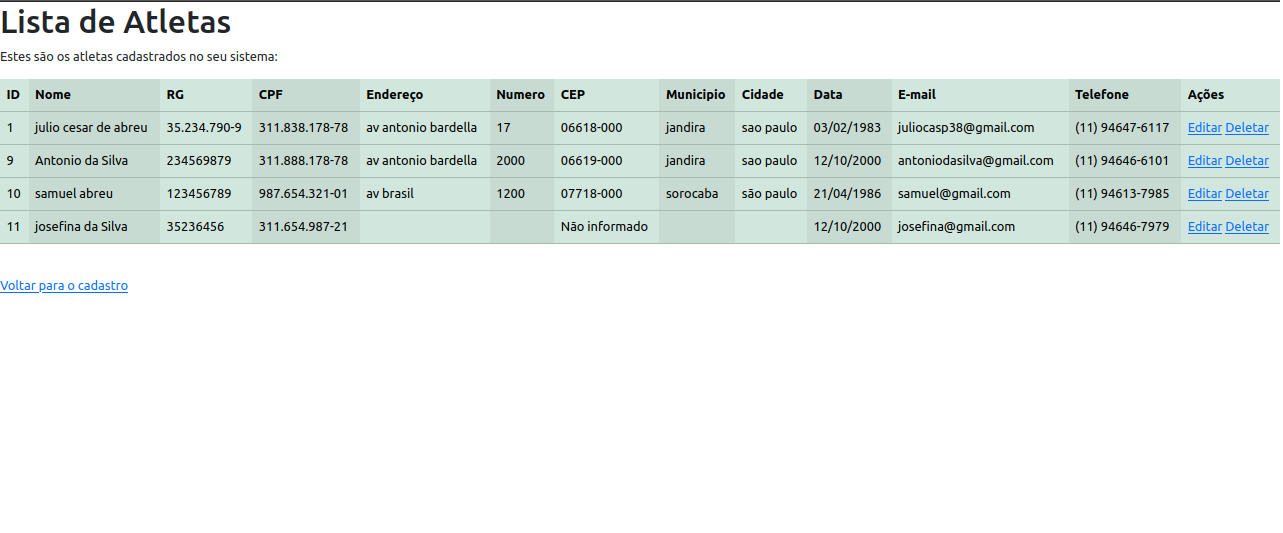 Lista de Atletas
Estes são os atletas cadastrados no seu sistema:
ID Nome RG CPF Endereço Numero CEP Municipio Cidade Data E-mail Telefone Ações
1 julio cesar de abreu 35.234.790-9 311.838.178-78 av antonio bardella 17 06618-000 jandira sao paulo 03/02/1983 juliocasp38@gmail.com (11) 94647-6117 Editar Deletar
9 Antonio da Silva 234569879 311.888.178-78 av antonio bardella 2000 06619-000 jandira sao paulo 12/10/2000 antoniodasilva@gmail.com (11) 94646-6101 Editar Deletar
10 samuel abreu 123456789 987.654.321-01 av brasil 1200 07718-000 sorocaba são paulo 21/04/1986 samuel@gmail.com (11) 94613-7985 Editar Deletar
11 josefina da Silva 35236456 311.654.987-21 Não informado 12/10/2000 josefina@gmail.com (11) 94646-7979 Editar Deletar
Voltar para o cadastro